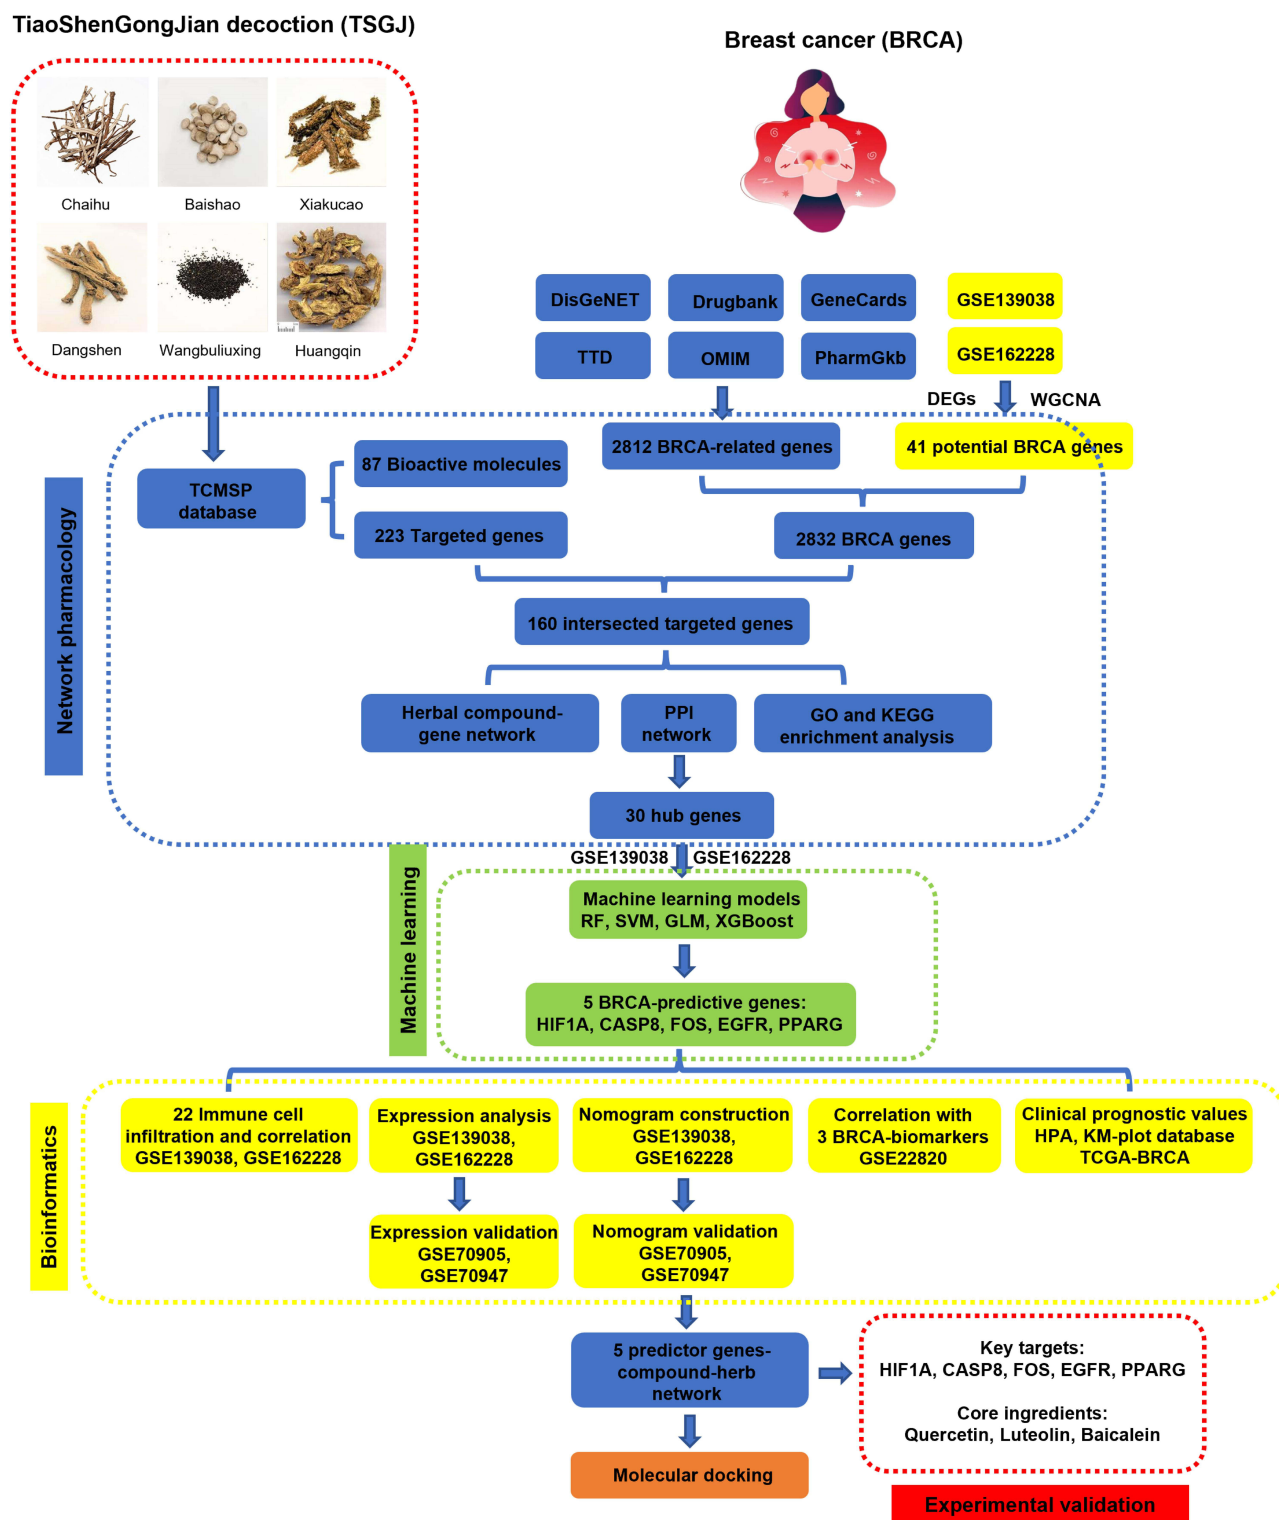 TiaoShenGongJian decoction (TSGJ)
Breast cancer (BRCA)
Chaihu
Baishao
Xiakucao
Dangshen
Wangbuliuxing
Huangqin
DisGeNET
Drugbank
GeneCards
GSE139038
TTD
OMIM
PharmGkb
GSE162228
DEGs
WGCNA
Network pharmacology
TCMSP
database
87 Bioactive molecules
223 Targeted genes
2812 BRCA-related genes
41 potential BRCA genes
2832 BRCA genes
160 intersected targeted genes
Herbal compound-
gene network
PPI
network
GO and KEGG
enrichment analysis
30 hub genes
GSE139038
GSE162228
Machine learning
Machine learning models
RF, SVM, GLM, XGBoost
5 BRCA-predictive genes:
HIF1A, CASP8, FOS, EGFR, PPARG
Bioinformatics
22 Immune cell
infiltration and correlation
GSE139038, GSE162228
Expression analysis
GSE139038,
GSE162228
Nomogram construction
GSE139038,
GSE162228
Correlation with
3 BRCA-biomarkers
GSE22820
Clinical prognostic values
HPA, KM-plot database
TCGA-BRCA
Expression validation
GSE70905,
GSE70947
Nomogram validation
GSE70905,
GSE70947
5 predictor genes-
compound-herb
network
Key targets:
HIF1A, CASP8, FOS, EGFR, PPARG
Core ingredients:
Quercetin, Luteolin, Baicalein
Molecular docking
Experimental validation